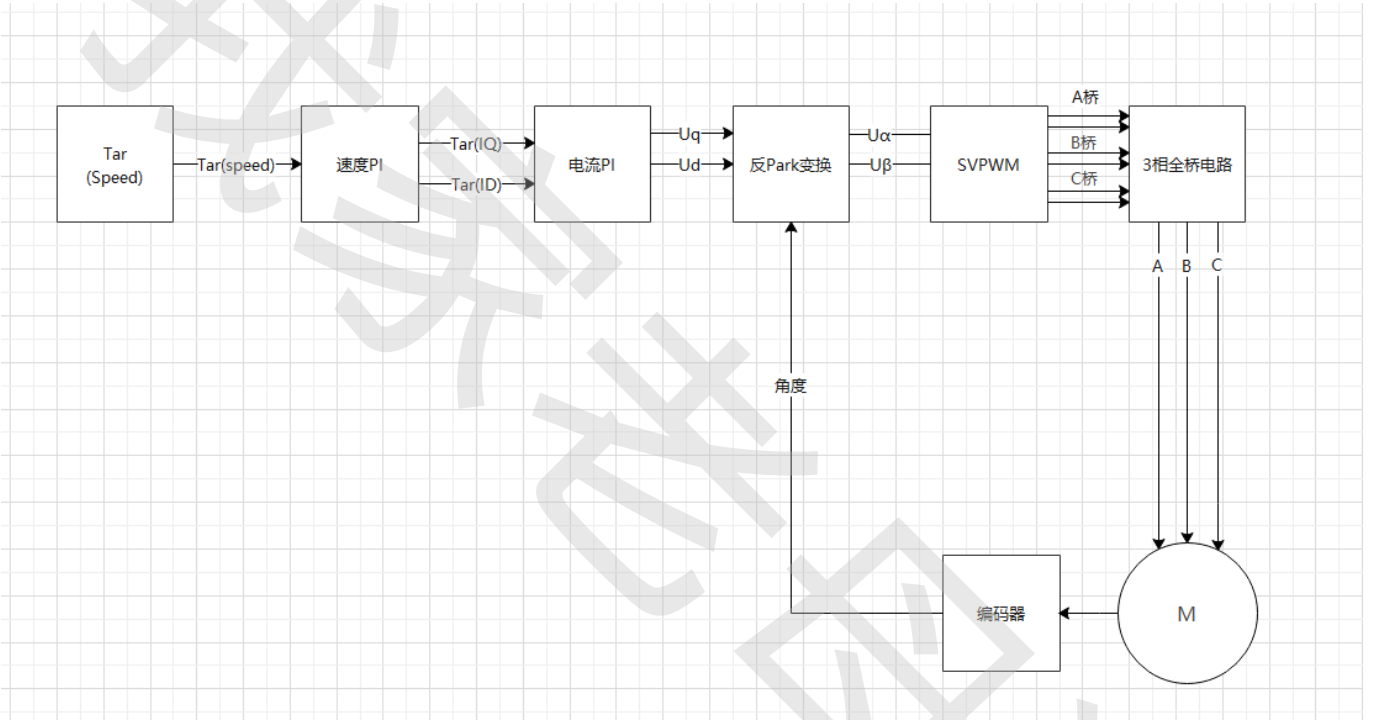 Tar
(Speed)
Tar(speed)
速度PI
Tar(IQ)
Tar(ID)
电流PI
Uq
Ud
反Park变换
Uα
Uβ
SVPWM
A桥
B桥
C桥
3相全桥电路
A
B
C
角度
编码器
M